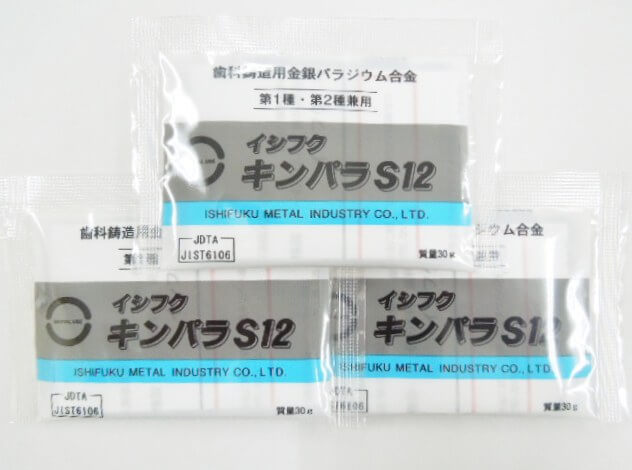 歯科鋳造用金銀パラジウム合金
第1種・第2種兼用
イシフク
キンパラS12
ISHIFUKU METAL INDUSTRY CO., LTD.
JDTA
JIST6106
質量30g
歯科鋳造用
イシフク
キンパラS12
ISHIFUKU METAL INDUSTRY CO., LTD.
JDTA
JIST6106
質量30g
ジウム合金
兼用
イシフク
キンパラS12
ISHIFUKU METAL INDUSTRY CO., LTD.
質量30g